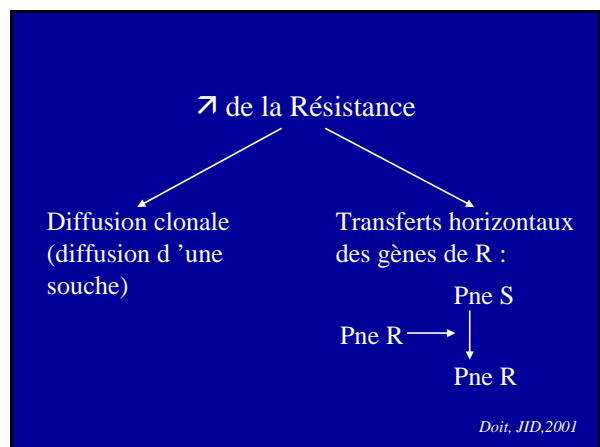 ↗ de la Résistance
Diffusion clonale
(diffusion d ’une
souche)
Transferts horizontaux
des gènes de R :
Pne S
Pne R
Pne R
Doit, JID,2001